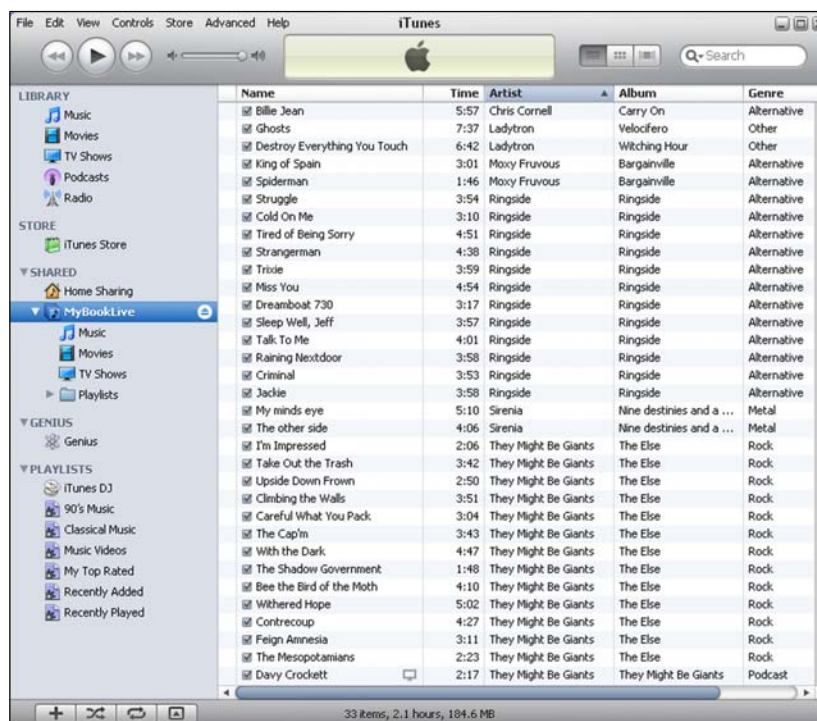 File Edit View Controls Store Advanced Help iTunes
Search
LIBRARY
Music
Movies
TV Shows
Podcasts
Radio
STORE
iTunes Store
SHARED
Home Sharing
MyBookLive
Music
Movies
TV Shows
Playlists
GENIUS
Genius
PLAYLISTS
iTunes DJ
90's Music
Classical Music
Music Videos
My Top Rated
Recently Added
Recently Played
Name Time Artist Album Genre
Billie Jean 5:57 Chris Cornell Carry On Alternative
Ghosts 7:37 Ladytron Velocifero Other
Destroy Everything You Touch 6:42 Ladytron Witching Hour Other
King of Spain 3:01 Moxy Fruvous Bargainville Alternative
Spiderman 1:46 Moxy Fruvous Bargainville Alternative
Struggle 3:54 Ringside Ringside Alternative
Cold On Me 3:10 Ringside Ringside Alternative
Tired of Being Sorry 4:51 Ringside Ringside Alternative
Strangerman 4:38 Ringside Ringside Alternative
Trixie 3:59 Ringside Ringside Alternative
Miss You 4:54 Ringside Ringside Alternative
Dreamboat 730 3:17 Ringside Ringside Alternative
Sleep Well, Jeff 3:57 Ringside Ringside Alternative
Talk To Me 4:01 Ringside Ringside Alternative
Raining Nextdoor 3:58 Ringside Ringside Alternative
Criminal 3:53 Ringside Ringside Alternative
Jackie 3:58 Ringside Ringside Alternative
My minds eye 5:10 Sirenia Nine destinies and a ... Metal
The other side 4:06 Sirenia Nine destinies and a ... Metal
I'm Impressed 2:06 They Might Be Giants The Else Rock
Take Out the Trash 3:42 They Might Be Giants The Else Rock
Upside Down Frown 2:50 They Might Be Giants The Else Rock
Climbing the Walls 3:51 They Might Be Giants The Else Rock
Careful What You Pack 3:04 They Might Be Giants The Else Rock
The Cap'm 3:43 They Might Be Giants The Else Rock
With the Dark 4:47 They Might Be Giants The Else Rock
The Shadow Government 1:48 They Might Be Giants The Else Rock
Bee the Bird of the Moth 4:10 They Might Be Giants The Else Rock
Withered Hope 5:02 They Might Be Giants The Else Rock
Contrecoup 4:27 They Might Be Giants The Else Rock
Feign Amnesia 3:11 They Might Be Giants The Else Rock
The Mesopotamians 2:23 They Might Be Giants The Else Rock
Davy Crockett 2:17 They Might Be Giants They Might Be Giants Podcast
33 items, 2.1 hours, 184.6 MB